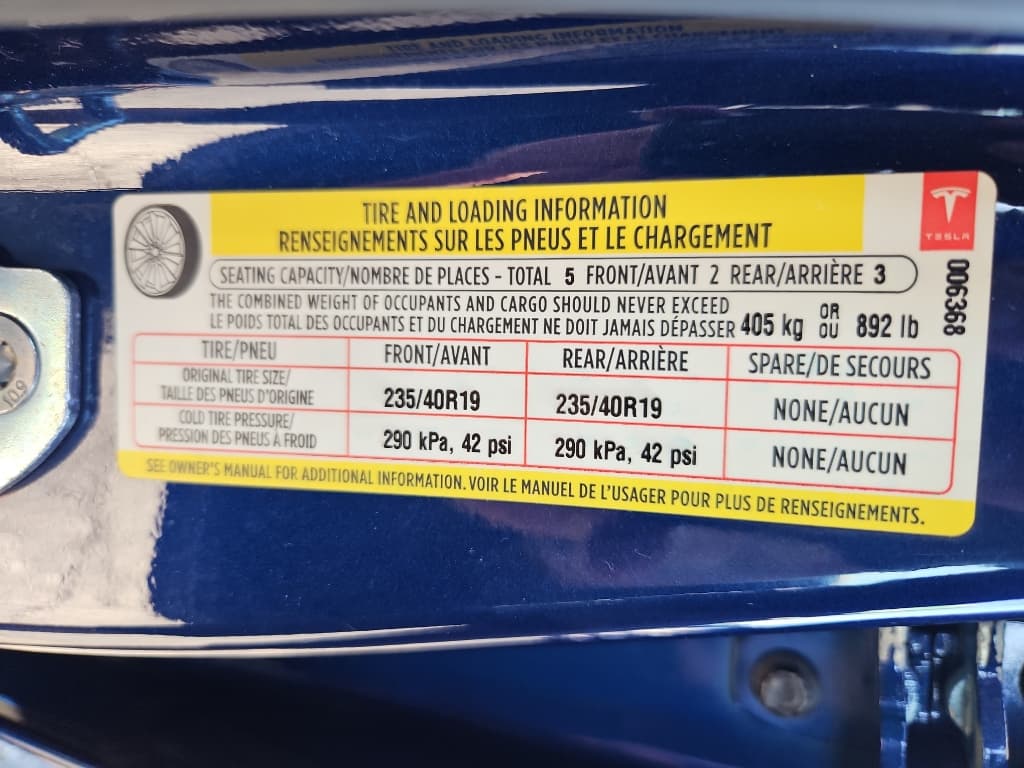 TIRE AND LOADING INFORMATION
RENSEIGNEMENTS SUR LES PNEUS ET LE CHARGEMENT
TESLA
SEATING CAPACITY/NOMBRE DE PLACES - TOTAL 5 FRONT/AVANT 2 REAR/ARRIÈRE 3
006368
THE COMBINED WEIGHT OF OCCUPANTS AND CARGO SHOULD NEVER EXCEED
LE POIDS TOTAL DES OCCUPANTS ET DU CHARGEMENT NE DOIT JAMAIS DÉPASSER 405 kg OR OU 892 lb
TIRE/PNEU FRONT/AVANT REAR/ARRIÈRE SPARE/DE SECOURS
ORIGINAL TIRE SIZE/
TAILLE DES PNEUS D'ORIGINE 235/40R19 235/40R19 NONE/AUCUN
COLD TIRE PRESSURE/
PRESSION DES PNEUS À FROID 290 kPa, 42 psi 290 kPa, 42 psi NONE/AUCUN
SEE OWNER'S MANUAL FOR ADDITIONAL INFORMATION. VOIR LE MANUEL DE L'USAGER POUR PLUS DE RENSEIGNEMENTS.
10.9